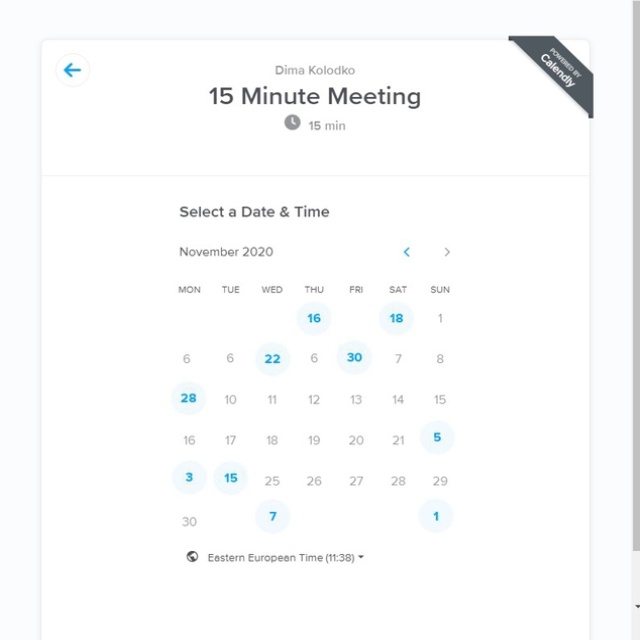 POWERED BY
Calendly
Dima Kolodko
15 Minute Meeting
15 min
Select a Date & Time
November 2020
MON TUE WED THU FRI SAT SUN
16 18 1
6 6 22 6 30 7 8
28 10 11 12 13 14 15
16 17 18 19 20 21 5
3 15 25 26 27 28 29
30 7 1
Eastern European Time (11:38)